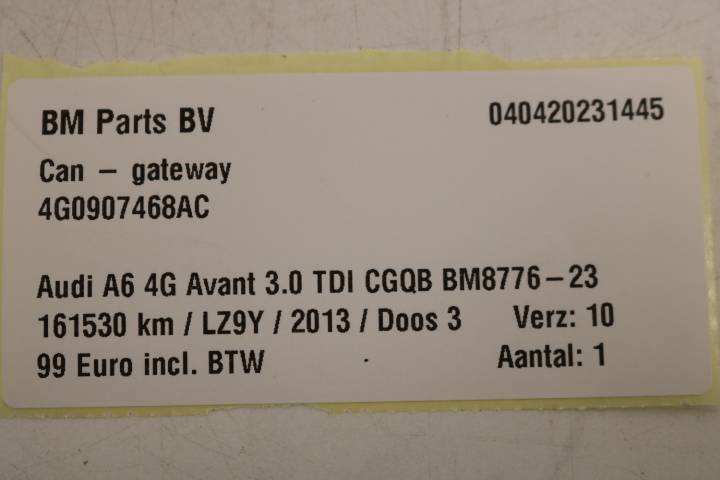 BM Parts BV 040420231445
Can – gateway
4G0907468AC
Audi A6 4G Avant 3.0 TDI CGQB BM8776–23
161530 km / LZ9Y / 2013 / Doos 3 Verz: 10
99 Euro incl. BTW Aantal: 1